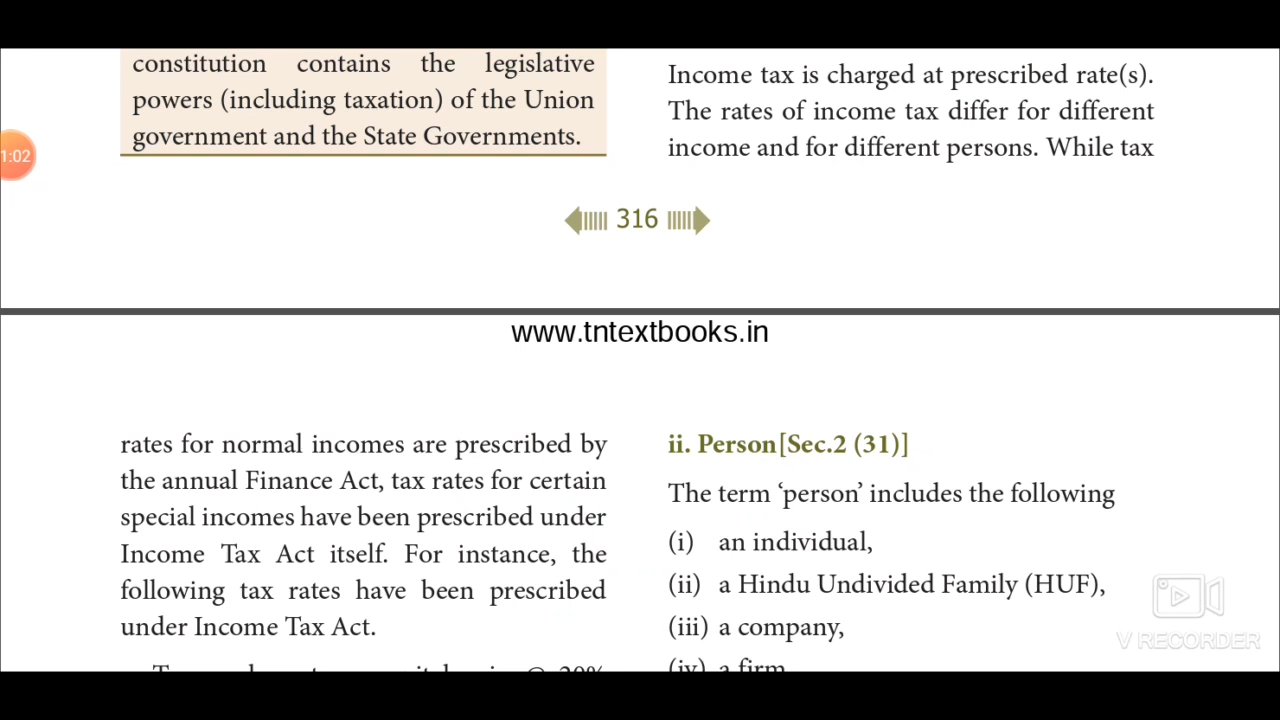 constitution contains the legislative
powers (including taxation) of the Union
government and the State Governments.
Income tax is charged at prescribed rate(s).
The rates of income tax differ for different
income and for different persons. While tax
1:02
316
www.tntextbooks.in
rates for normal incomes are prescribed by
the annual Finance Act, tax rates for certain
special incomes have been prescribed under
Income Tax Act itself. For instance, the
following tax rates have been prescribed
under Income Tax Act.
ii. Person[Sec.2 (31)]
The term ‘person’ includes the following
(i) an individual,
(ii) a Hindu Undivided Family (HUF),
(iii) a company,
(iv) a firm
V RECORDER